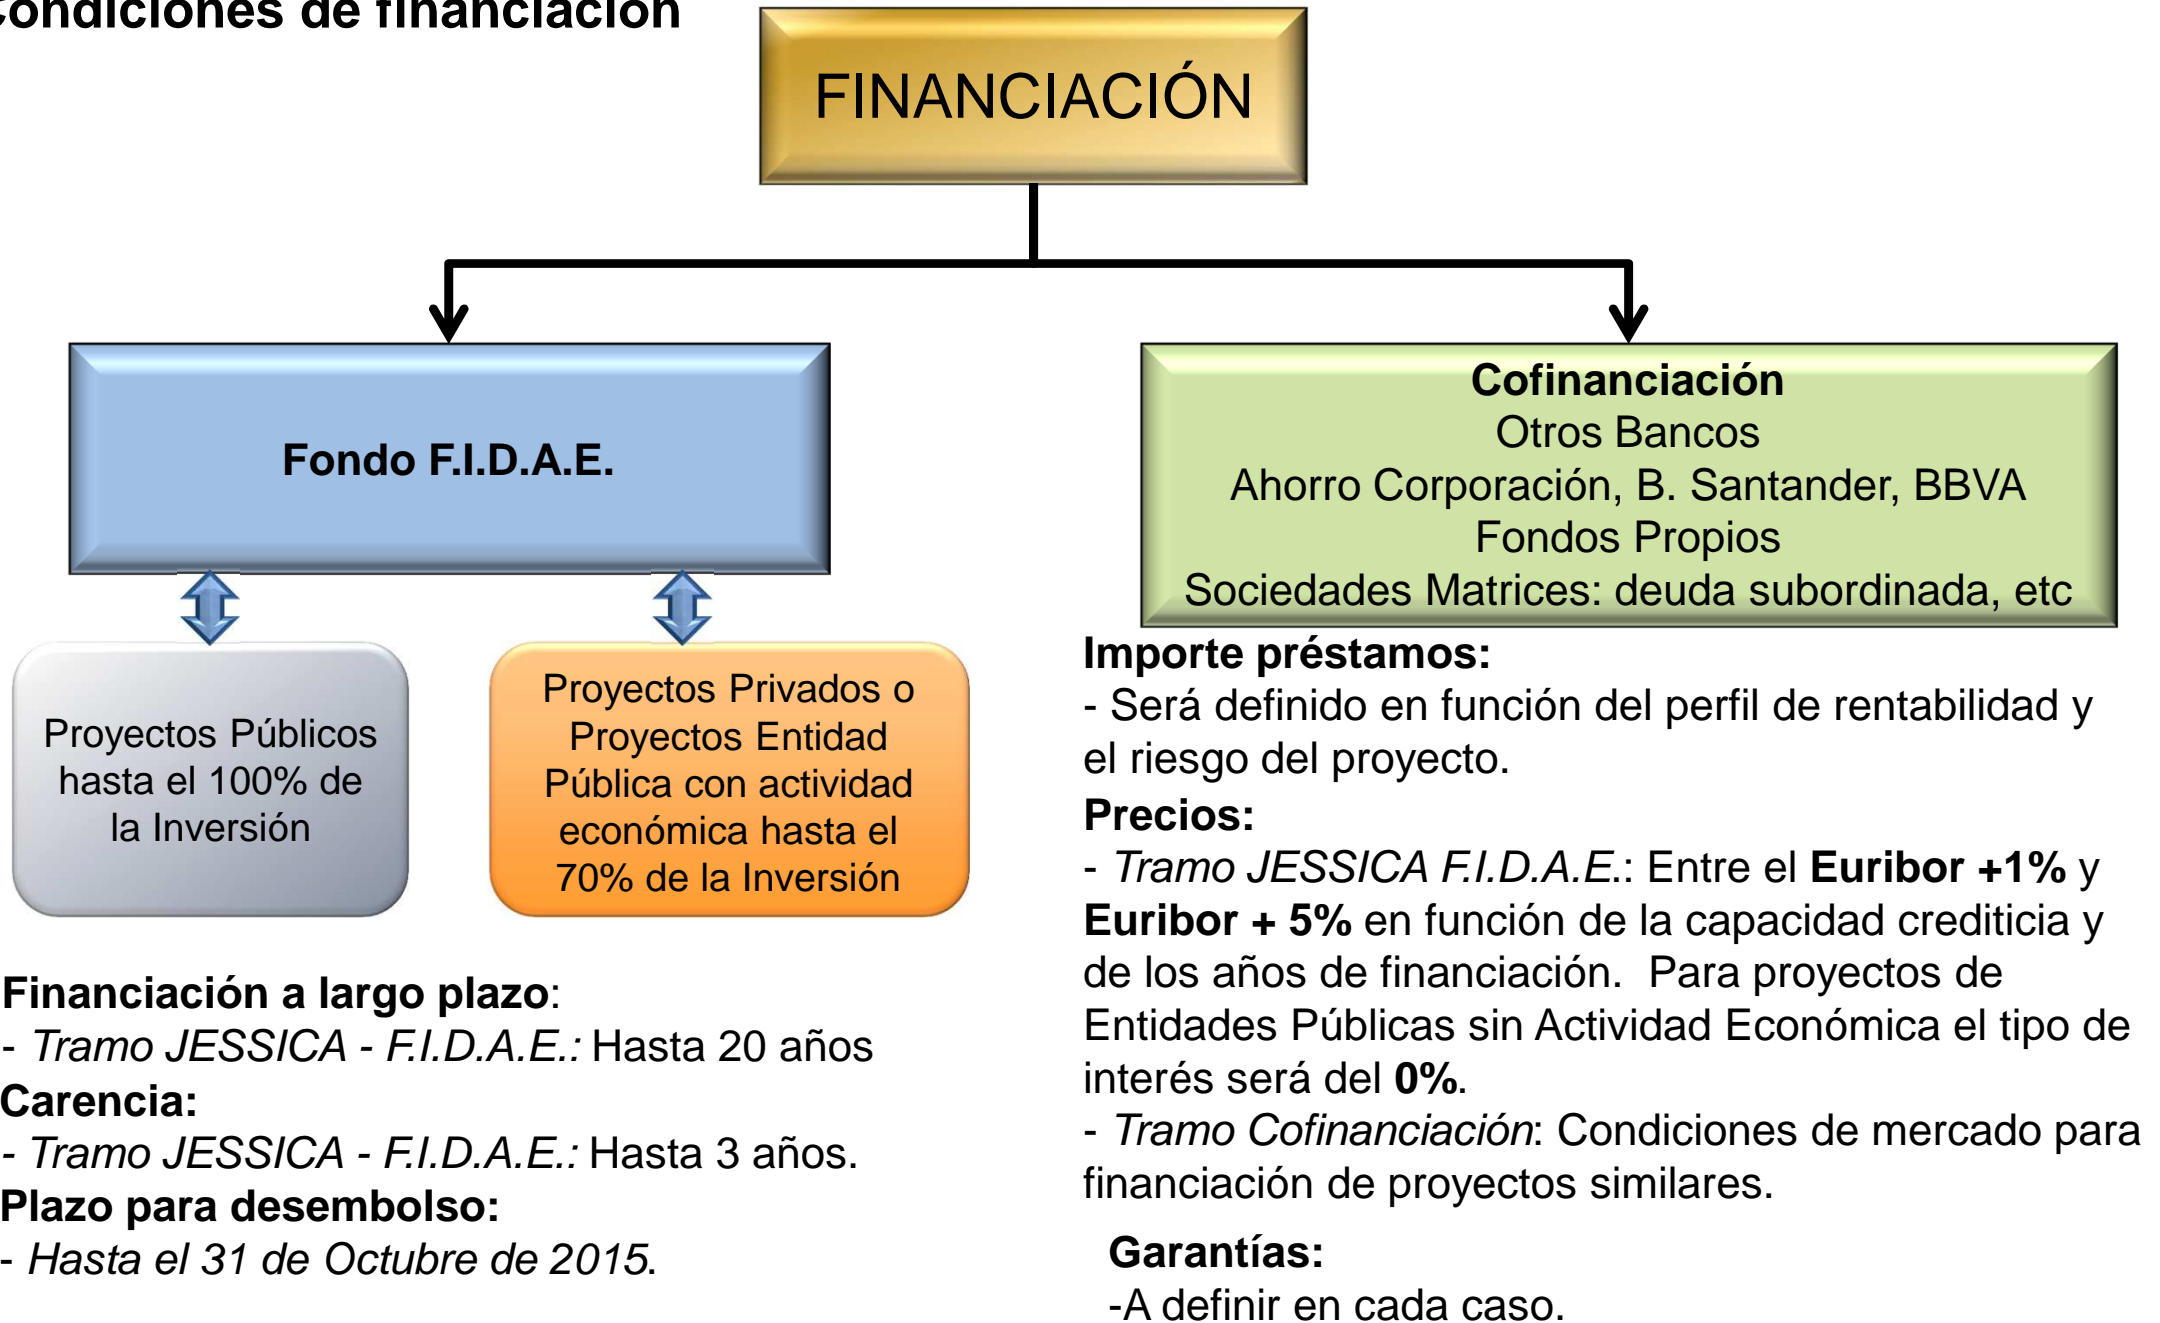 Condiciones de financiación
FINANCIACIÓN
Fondo F.I.D.A.E.
Cofinanciación
Otros Bancos
Ahorro Corporación, B. Santander, BBVA
Fondos Propios
Sociedades Matrices: deuda subordinada, etc
Proyectos Públicos
hasta el 100% de
la Inversión
Proyectos Privados o
Proyectos Entidad
Pública con actividad
económica hasta el
70% de la Inversión
Financiación a largo plazo:
- Tramo JESSICA - F.I.D.A.E.: Hasta 20 años
Carencia:
- Tramo JESSICA - F.I.D.A.E.: Hasta 3 años.
Plazo para desembolso:
- Hasta el 31 de Octubre de 2015.
Importe préstamos:
- Será definido en función del perfil de rentabilidad y
el riesgo del proyecto.
Precios:
- Tramo JESSICA F.I.D.A.E.: Entre el Euribor +1% y
Euribor + 5% en función de la capacidad crediticia y
de los años de financiación. Para proyectos de
Entidades Públicas sin Actividad Económica el tipo de
interés será del 0%.
- Tramo Cofinanciación: Condiciones de mercado para
financiación de proyectos similares.
Garantías:
-A definir en cada caso.